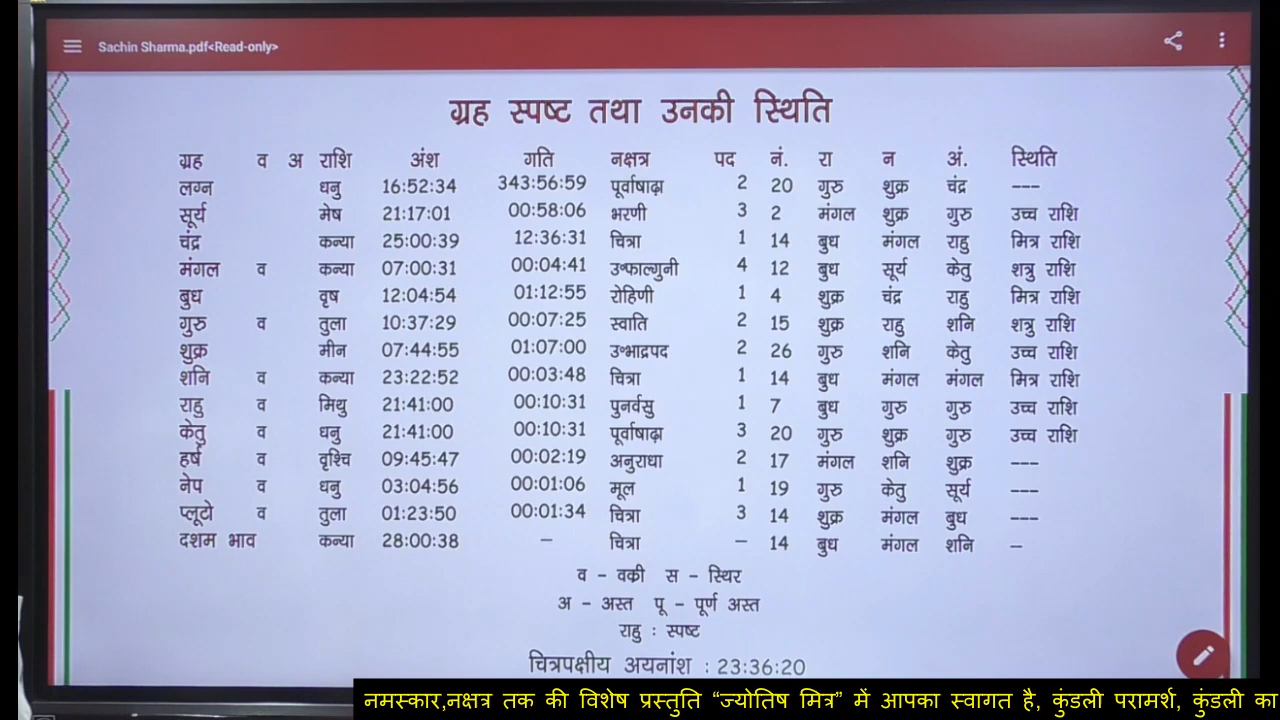 Sachin Sharma.pdf<Read-only>
ग्रह स्पष्ट तथा उनकी स्थिति
ग्रह व अ राशि अंश गति नक्षत्र पद नं. रा न अं. स्थिति
लग्न धनु 16:52:34 343:56:59 पूर्वाषाढ़ा 2 20 गुरु शुक्र चंद्र ---
सूर्य मेष 21:17:01 00:58:06 भरणी 3 2 मंगल शुक्र गुरु उच्च राशि
चंद्र कन्या 25:00:39 12:36:31 चित्रा 1 14 बुध मंगल राहु मित्र राशि
मंगल व कन्या 07:00:31 00:04:41 उ॰फाल्गुनी 4 12 बुध सूर्य केतु शत्रु राशि
बुध वृष 12:04:54 01:12:55 रोहिणी 1 4 शुक्र चंद्र राहु मित्र राशि
गुरु व तुला 10:37:29 00:07:25 स्वाति 2 15 शुक्र राहु शनि शत्रु राशि
शुक्र मीन 07:44:55 01:07:00 उ॰भाद्रपद 2 26 गुरु शनि केतु उच्च राशि
शनि व कन्या 23:22:52 00:03:48 चित्रा 1 14 बुध मंगल मंगल मित्र राशि
राहु व मिथु 21:41:00 00:10:31 पुनर्वसु 1 7 बुध गुरु गुरु उच्च राशि
केतु व धनु 21:41:00 00:10:31 पूर्वाषाढ़ा 3 20 गुरु शुक्र गुरु उच्च राशि
हर्ष व वृश्चि 09:45:47 00:02:19 अनुराधा 2 17 मंगल शनि शुक्र ---
नेप व धनु 03:04:56 00:01:06 मूल 1 19 गुरु केतु सूर्य ---
प्लूटो व तुला 01:23:50 00:01:34 चित्रा 3 14 शुक्र मंगल बुध ---
दशम भाव कन्या 28:00:38 – चित्रा – 14 बुध मंगल शनि –
व - वक्री स - स्थिर
अ - अस्त पू - पूर्ण अस्त
राहु : स्पष्ट
चित्रपक्षीय अयनांश : 23:36:20
नमस्कार,नक्षत्र तक की विशेष प्रस्तुति “ज्योतिष मित्र” में आपका स्वागत है, कुंडली परामर्श, कुंडली का